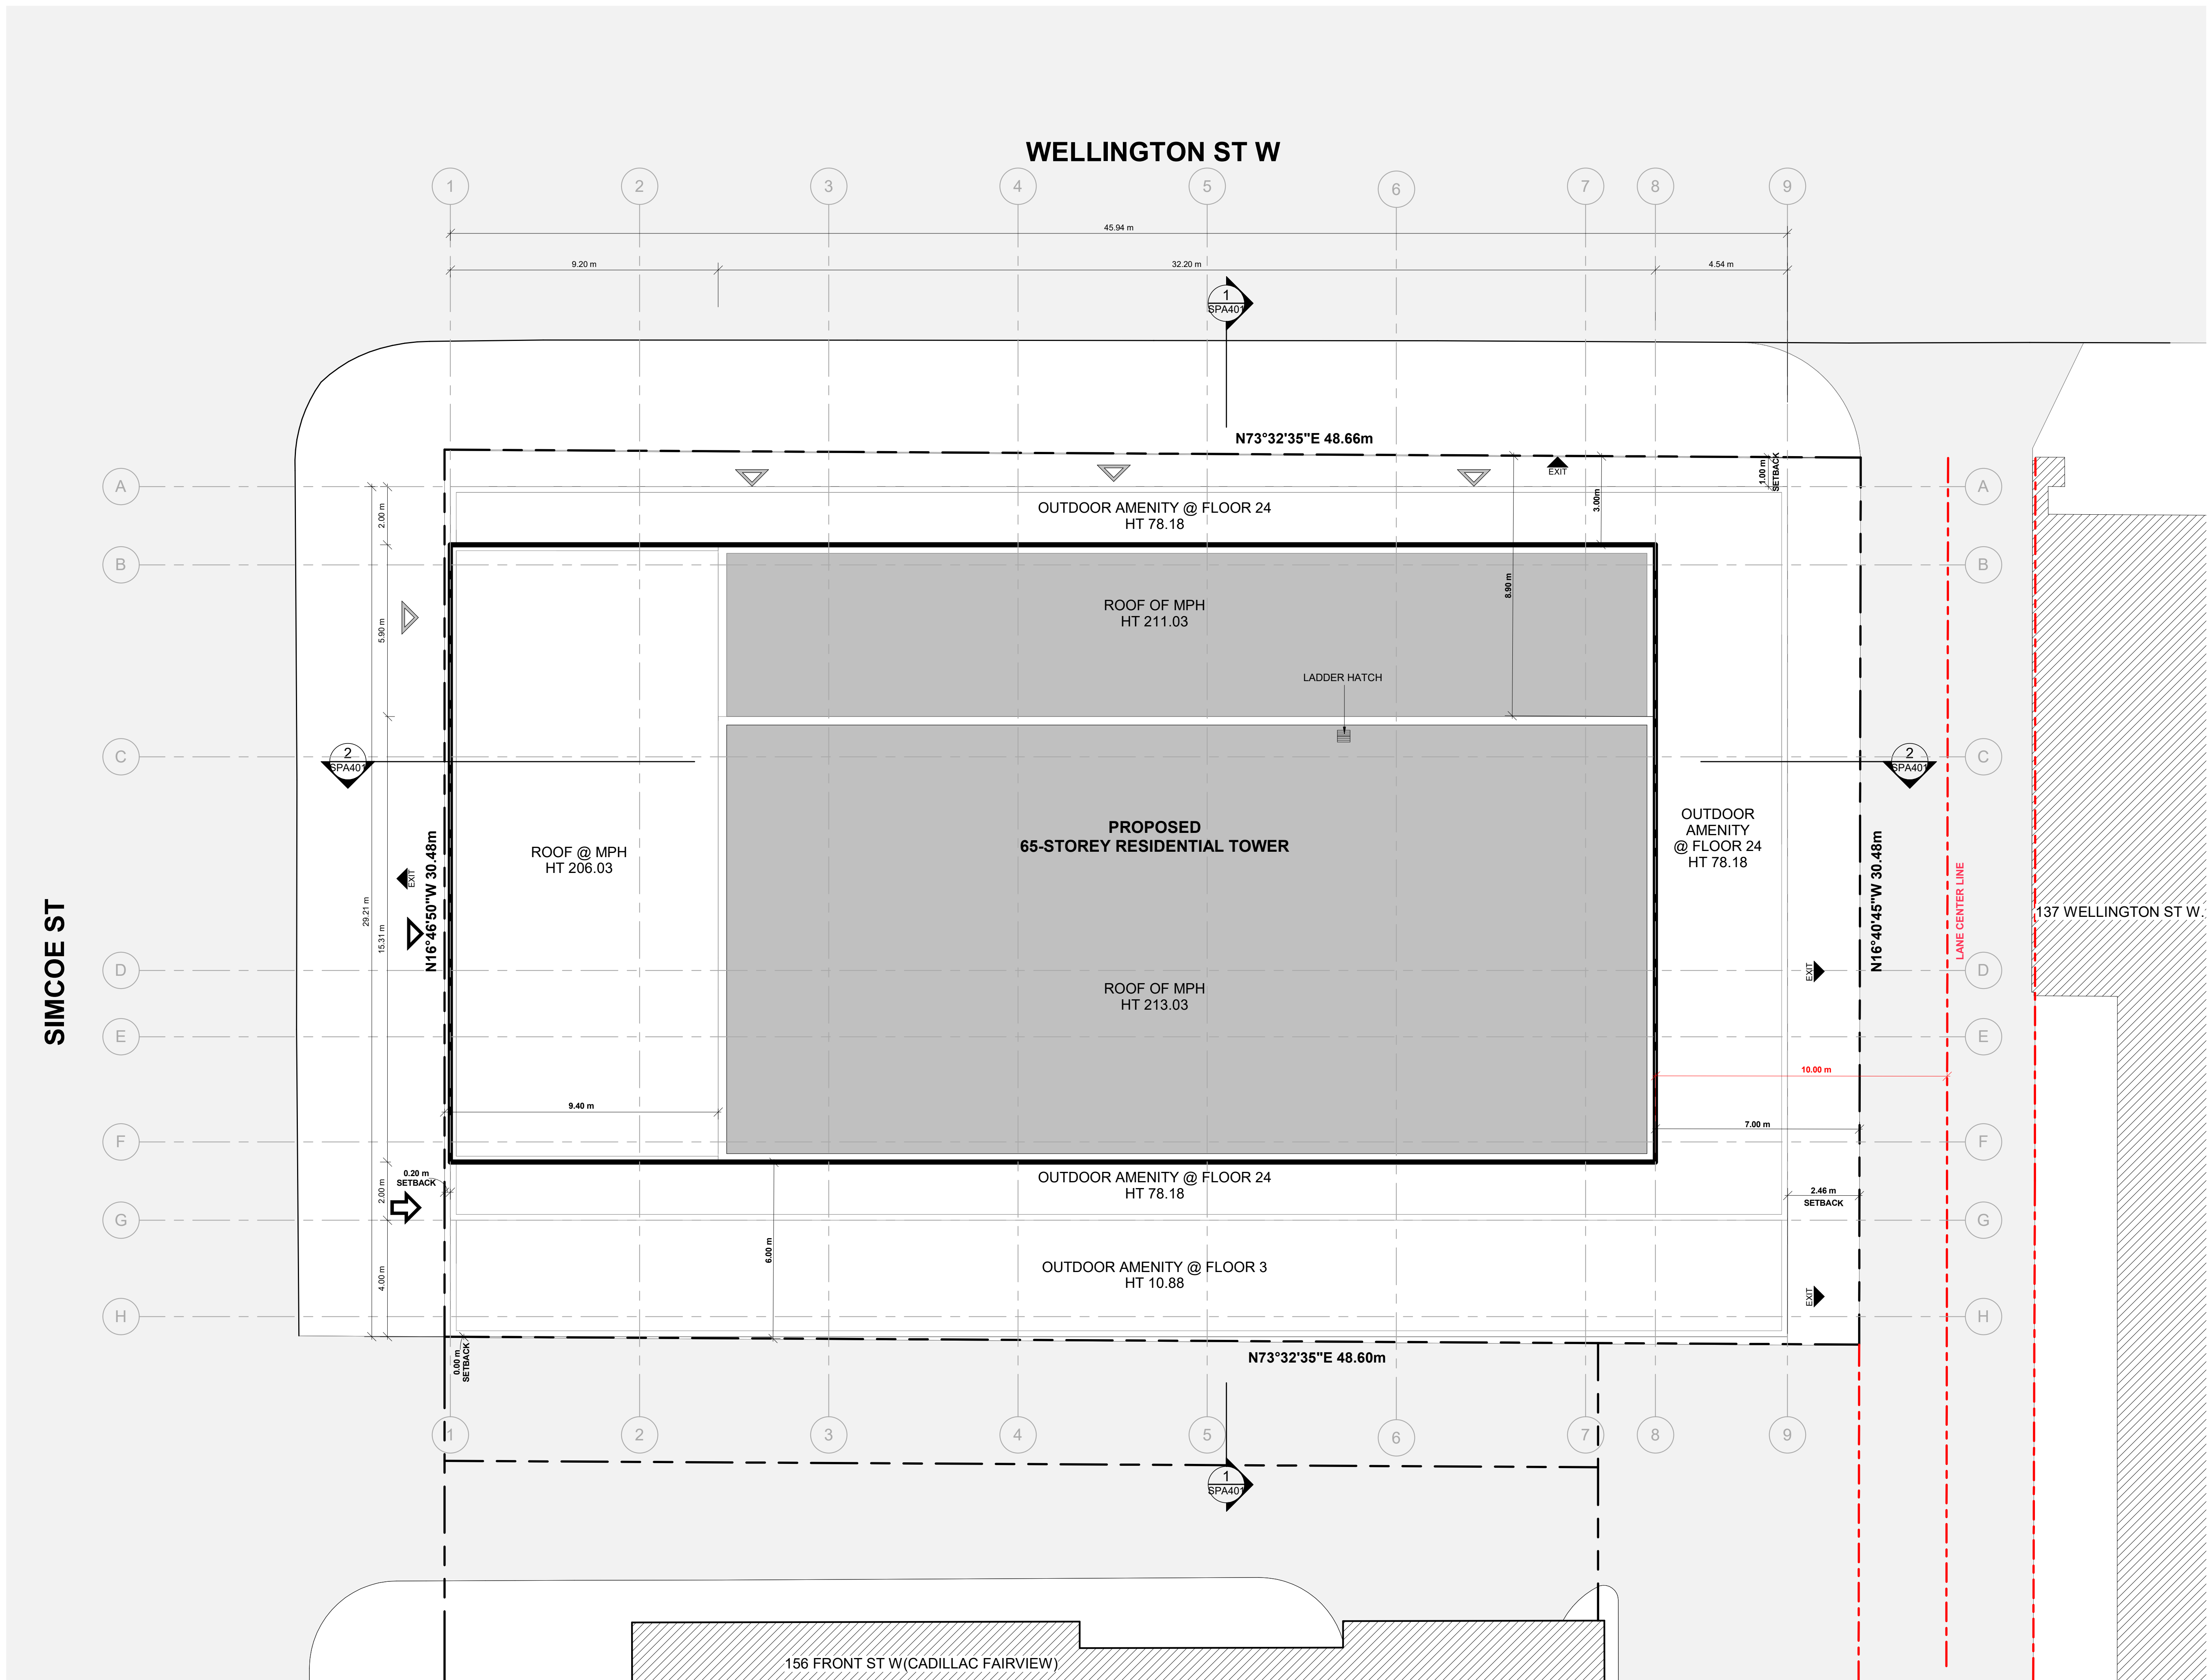 WELLINGTON ST W
1
2
3
4
5
6
7
8
9
45.94 m
9.20 m
32.20 m
4.54 m
1
SPA401
N73°32'35"E 48.66m
EXIT
3.00m
1.00 m
SETBACK
A
A
2.00 m
OUTDOOR AMENITY @ FLOOR 24
HT 78.18
B
B
8.90 m
5.90 m
ROOF OF MPH
HT 211.03
LADDER HATCH
C
C
2
SPA401
2
SPA401
PROPOSED
65-STOREY RESIDENTIAL TOWER
OUTDOOR
AMENITY
@ FLOOR 24
HT 78.18
ROOF @ MPH
HT 206.03
EXIT
N16°46'50"W 30.48m
N16°40'45"W 30.48m
LANE CENTER LINE
137 WELLINGTON ST W.
SIMCOE ST
29.21 m
15.31 m
D
D
EXIT
ROOF OF MPH
HT 213.03
E
E
10.00 m
9.40 m
7.00 m
F
F
0.20 m
SETBACK
2.00 m
OUTDOOR AMENITY @ FLOOR 24
HT 78.18
2.46 m
SETBACK
G
G
6.00 m
4.00 m
OUTDOOR AMENITY @ FLOOR 3
HT 10.88
EXIT
H
H
0.00 m
SETBACK
N73°32'35"E 48.60m
1
2
3
4
5
6
7
8
9
1
SPA401
156 FRONT ST W(CADILLAC FAIRVIEW)